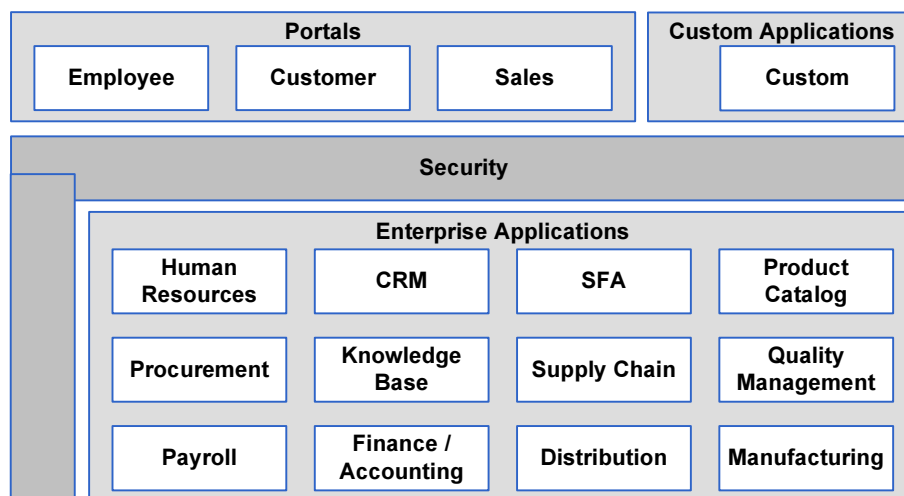 Portals
Custom Applications
Employee
Customer
Sales
Custom
Security
Enterprise Applications
Human
Resources
CRM
SFA
Product
Catalog
Procurement
Knowledge
Base
Supply Chain
Quality
Management
Payroll
Finance /
Accounting
Distribution
Manufacturing